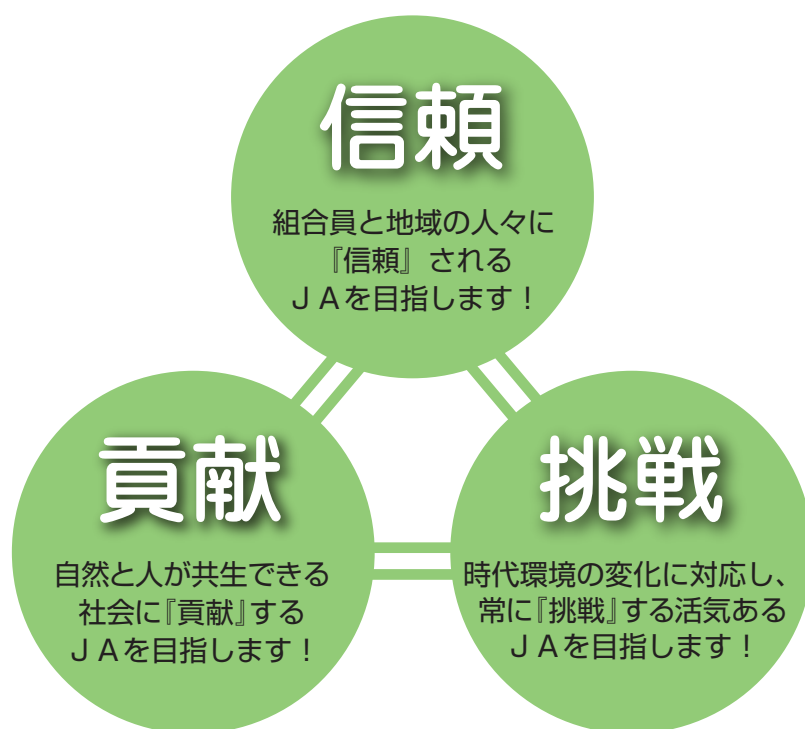 信頼
組合員と地域の人々に
『信頼』される
ＪＡを目指します！
貢献
自然と人が共生できる
社会に『貢献』する
ＪＡを目指します！
挑戦
時代環境の変化に対応し、
常に『挑戦』する活気ある
ＪＡを目指します！